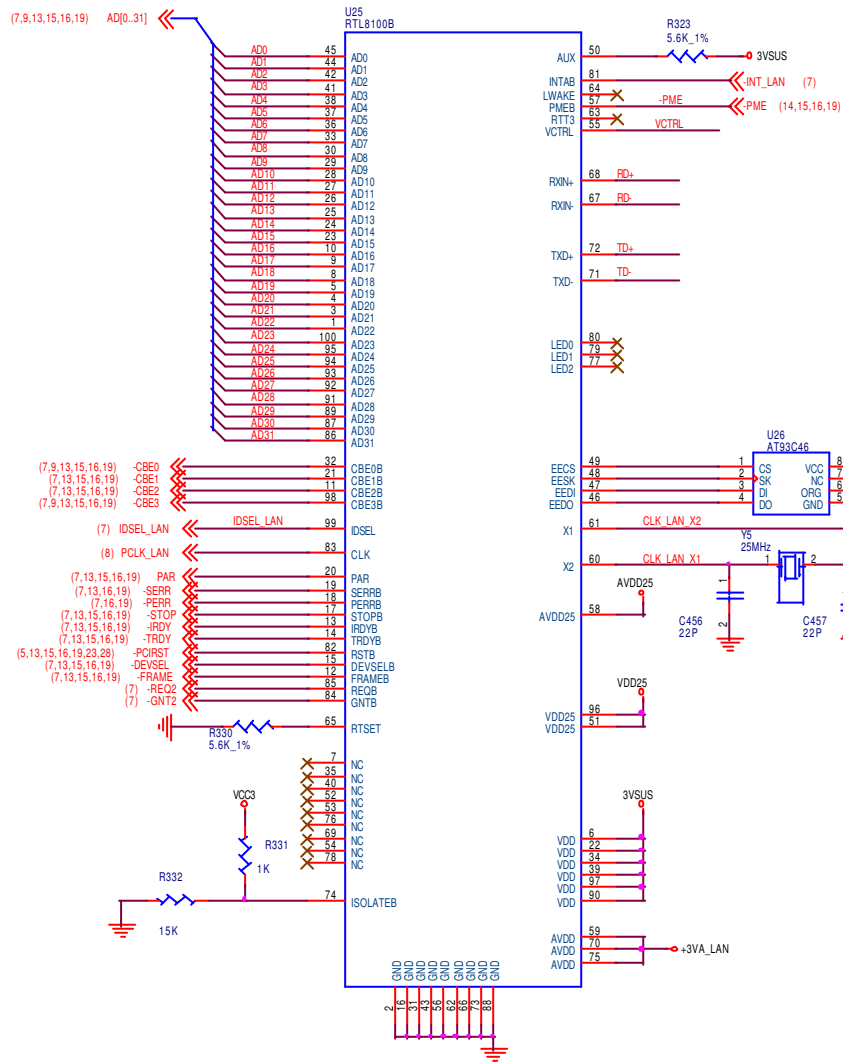 U25
RTL8100B
(7,9,13,15,16,19) AD[0..31]
AD0 45 AD0
AD1 44 AD1
AD2 42 AD2
AD3 41 AD3
AD4 38 AD4
AD5 37 AD5
AD6 36 AD6
AD7 33 AD7
AD8 30 AD8
AD9 29 AD9
AD10 28 AD10
AD11 27 AD11
AD12 26 AD12
AD13 25 AD13
AD14 24 AD14
AD15 23 AD15
AD16 10 AD16
AD17 9 AD17
AD18 8 AD18
AD19 5 AD19
AD20 4 AD20
AD21 3 AD21
AD22 1 AD22
AD23 100 AD23
AD24 95 AD24
AD25 94 AD25
AD26 93 AD26
AD27 92 AD27
AD28 91 AD28
AD29 89 AD29
AD30 87 AD30
AD31 86 AD31
(7,9,13,15,16,19) -CBE0 32 CBE0B
(7,13,15,16,19) -CBE1 21 CBE1B
(7,13,15,16,19) -CBE2 11 CBE2B
(7,9,13,15,16,19) -CBE3 98 CBE3B
(7) IDSEL_LAN IDSEL_LAN 99 IDSEL
(8) PCLK_LAN 83 CLK
(7,13,15,16,19) PAR 20 PAR
(7,13,16,19) -SERR 19 SERRB
(7,16,19) -PERR 18 PERRB
(7,13,15,16,19) -STOP 17 STOPB
(7,13,15,16,19) -IRDY 13 IRDYB
(7,13,15,16,19) -TRDY 14 TRDYB
(5,13,15,16,19,23,28) -PCIRST 82 RSTB
(7,13,15,16,19) -DEVSEL 15 DEVSELB
(7,13,15,16,19) -FRAME 12 FRAMEB
(7) -REQ2 85 REQB
(7) -GNT2 84 GNTB
65 RTSET
R330
5.6K_1%
7 NC
35 NC
40 NC
52 NC
53 NC
76 NC
69 NC
54 NC
78 NC
VCC3
R331
1K
R332
15K
74 ISOLATEB
GND GND GND GND GND GND GND GND GND
2 16 31 43 56 62 66 73 88
R323
5.6K_1%
AUX 50 3VSUS
INTAB 81 -INT_LAN (7)
LWAKE 64
PMEB 57 -PME -PME (14,15,16,19)
RTT3 63
VCTRL 55 VCTRL
RXIN+ 68 RD+
RXIN- 67 RD-
TXD+ 72 TD+
TXD- 71 TD-
LED0 80
LED1 79
LED2 77
U26
AT93C46
EECS 49 1 CS VCC 8
EESK 48 2 SK NC 7
EEDI 47 3 DI ORG 6
EEDO 46 4 DO GND 5
X1 61 CLK_LAN_X2
Y5
25MHz
X2 60 CLK_LAN_X1 1 2
AVDD25
AVDD25 58
1
2
C456
22P
C457
22P
VDD25
VDD25 96
VDD25 51
3VSUS
VDD 6
VDD 22
VDD 34
VDD 39
VDD 97
VDD 90
AVDD 59
AVDD 70 +3VA_LAN
AVDD 75